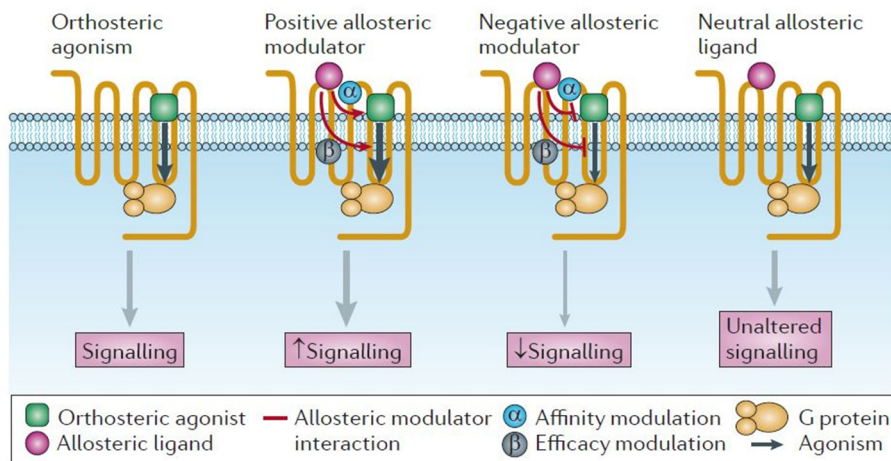 Orthosteric
agonism
Positive allosteric
modulator
Negative allosteric
modulator
Neutral allosteric
ligand
α
β
α
β
Signalling
↑Signalling
↓Signalling
Unaltered
signalling
Orthosteric agonist
Allosteric ligand
Allosteric modulator
interaction
α Affinity modulation
β Efficacy modulation
G protein
Agonism